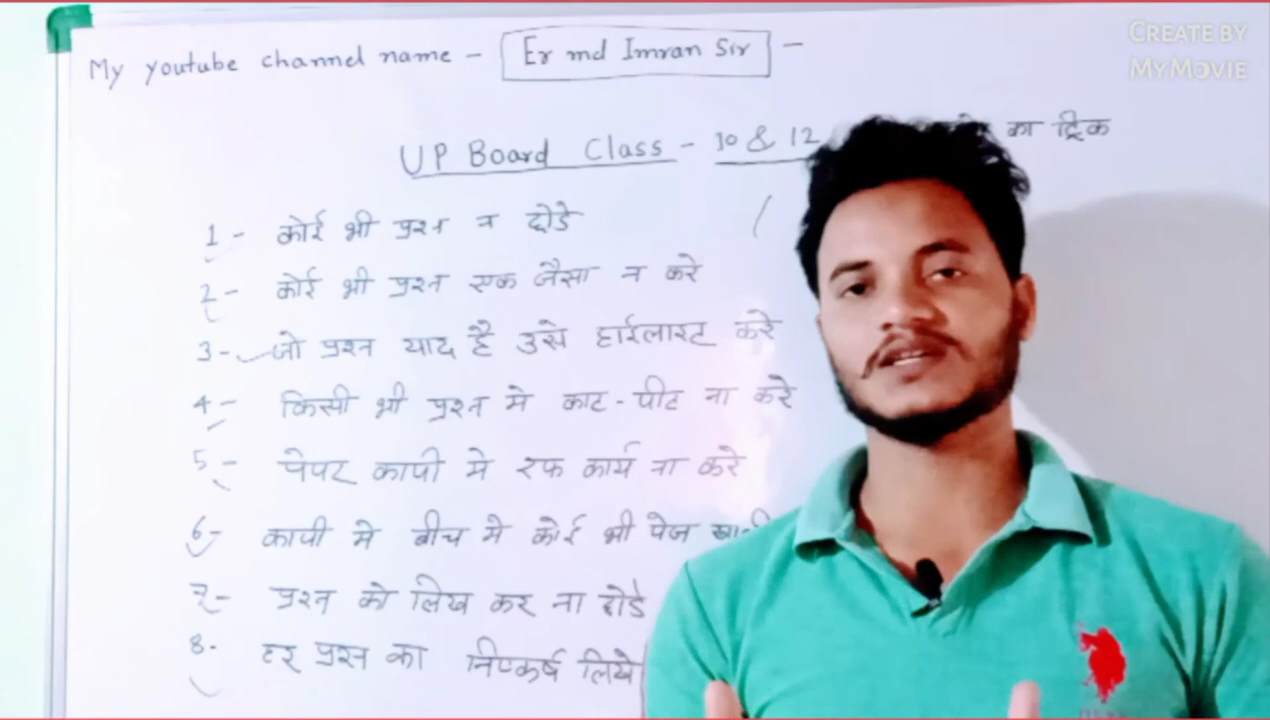 CREATE BY
MYMOVIE
My youtube channel name - Er md Imran Sir -
UP Board Class - 10 & 12 का ट्रिक
1 - कोई भी प्रश्न न छोडे
2 - कोई भी प्रश्न एक जैसा न करे
3 - जो प्रश्न याद है उसे हाईलाइट करे
4 - किसी भी प्रश्न मे काट-पीट ना करे
5 - पेपर कापी मे रफ कार्य ना करे
6 - कापी मे बीच मे कोई भी पेज
7 - प्रश्न को लिख कर ना छोडे
8. हर प्रश्न का निष्कर्ष लिखे